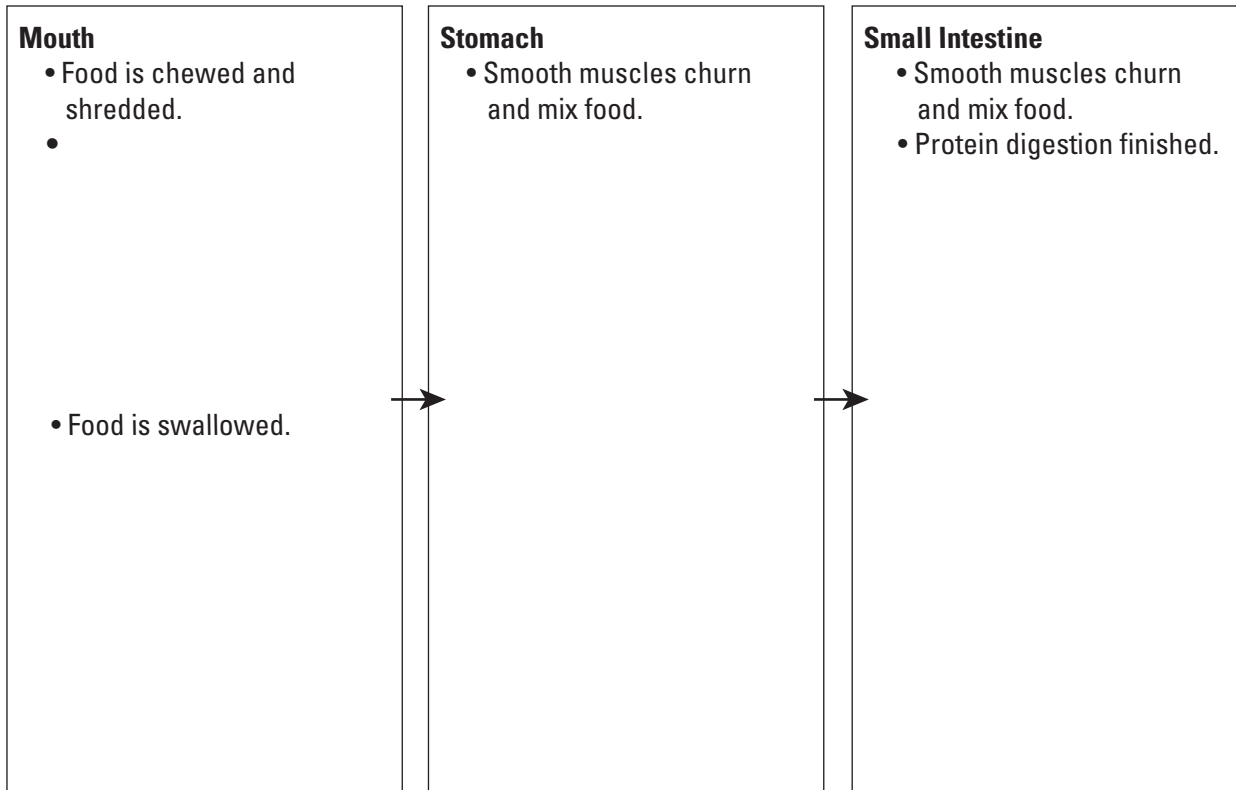 Mouth
• Food is chewed and
shredded.
•
• Food is swallowed.
Stomach
• Smooth muscles churn
and mix food.
Small Intestine
• Smooth muscles churn
and mix food.
• Protein digestion finished.